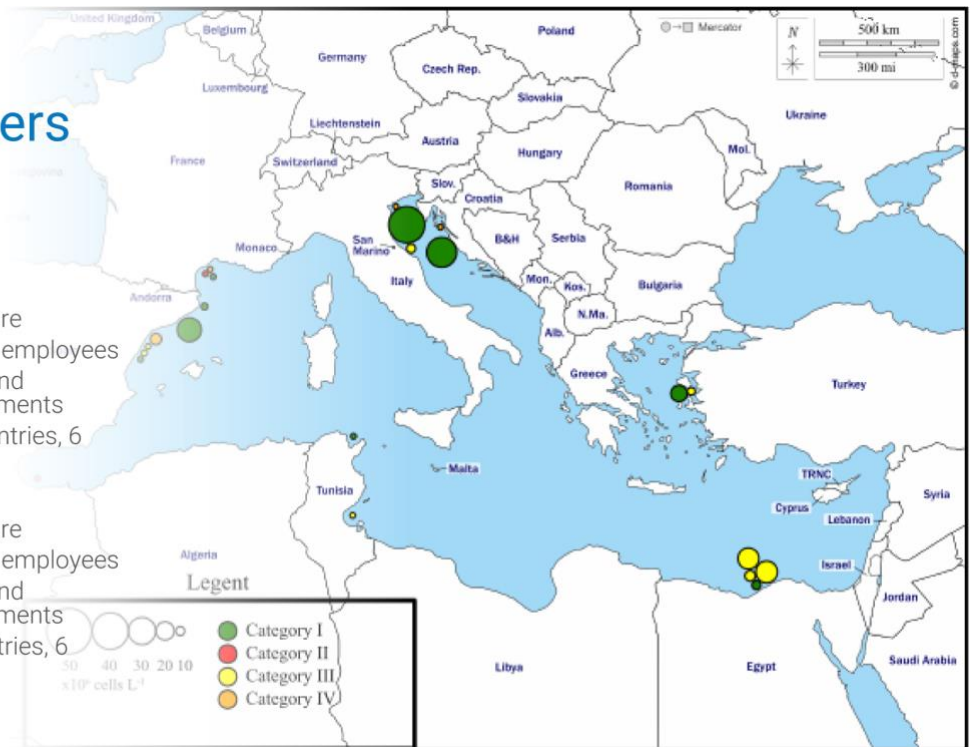 ers
re
employees
nd
ments
ntries, 6
re
employees
nd
ments
tries, 6
United Kingdom
Belgium
Luxembourg
Germany
Poland
Czech Rep.
Slovakia
Ukraine
Liechtenstein
Austria
France
Switzerland
Hungary
Mol.
Slov.
Croatia
Romania
Monaco
San
Marino
Italy
B&H
Serbia
Mon.
Kos.
Bulgaria
Andorra
N.Ma.
Alb.
Greece
Turkey
Malta
TRNC
Cyprus
Syria
Lebanon
Tunisia
Israel
Algeria
Jordan
Libya
Egypt
Saudi Arabia
Mercator
N
500 km
300 mi
© d-maps.com
Legent
50 40 30 20 10
Category I
Category II
Category III
Category IV